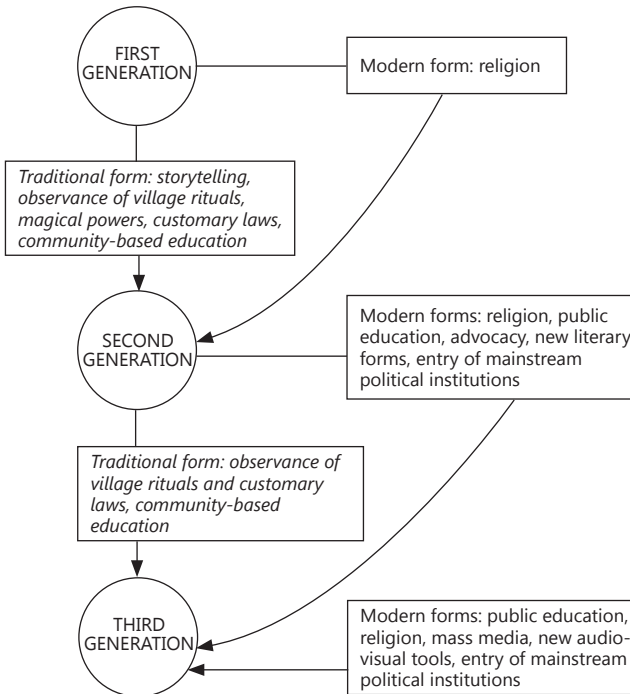 FIRST
GENERATION
Modern form: religion
Traditional form: storytelling,
observance of village rituals,
magical powers, customary laws,
community-based education
SECOND
GENERATION
Modern forms: religion, public
education, advocacy, new literary
forms, entry of mainstream
political institutions
Traditional form: observance of
village rituals and customary
laws, community-based
education
THIRD
GENERATION
Modern forms: public education,
religion, mass media, new audio-
visual tools, entry of mainstream
political institutions